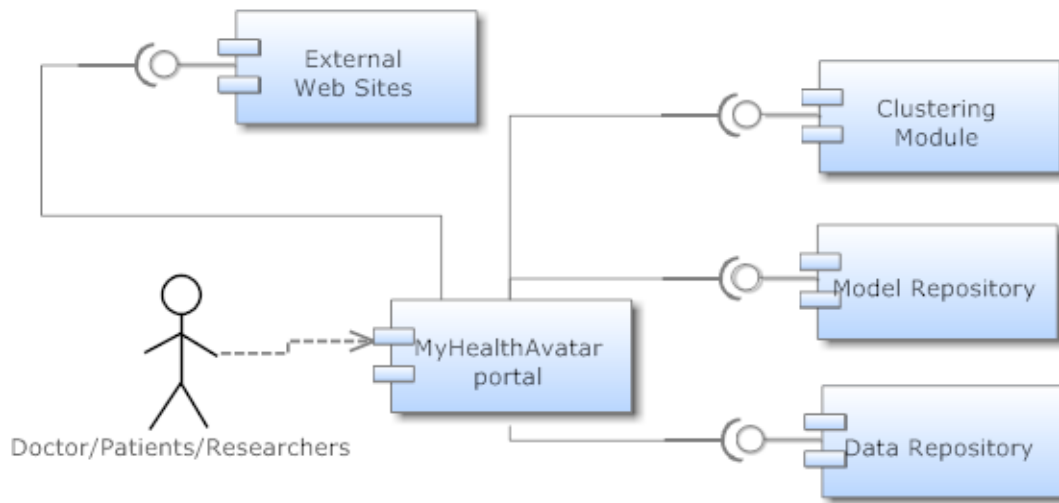 External
Web Sites
Clustering
Module
Model Repository
MyHealthAvatar
portal
Doctor/Patients/Researchers
Data Repository